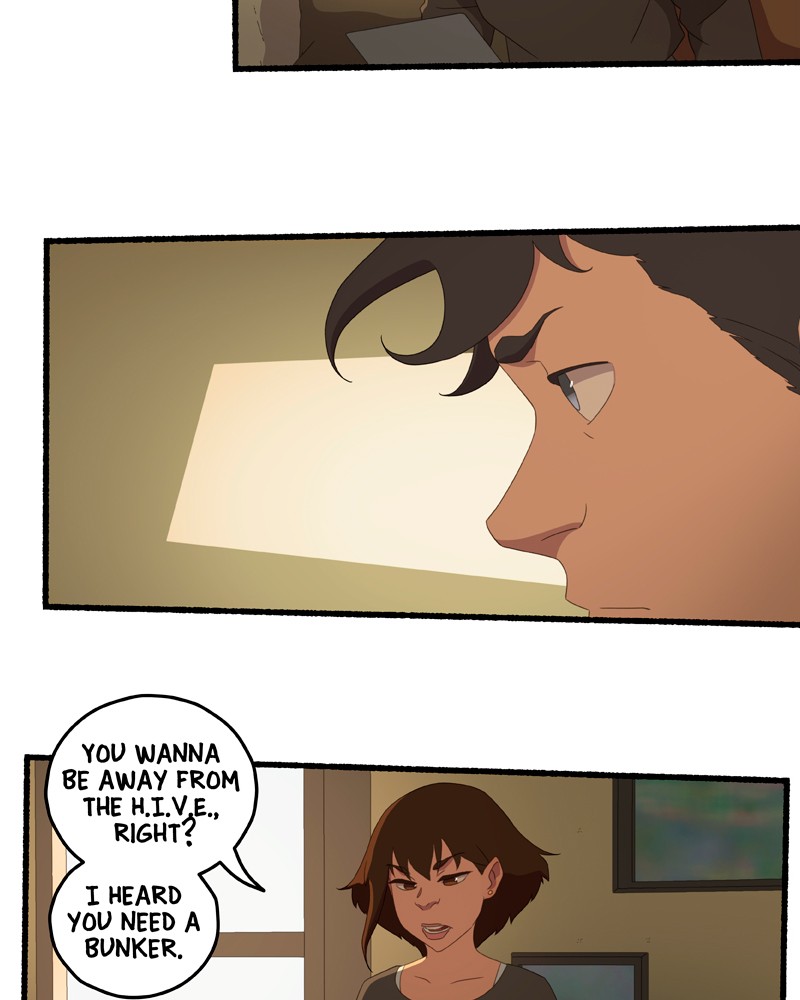 YOU WANNA
BE AWAY FROM
THE H.I.V.E.,
RIGHT?
I HEARD
YOU NEED A
BUNKER.